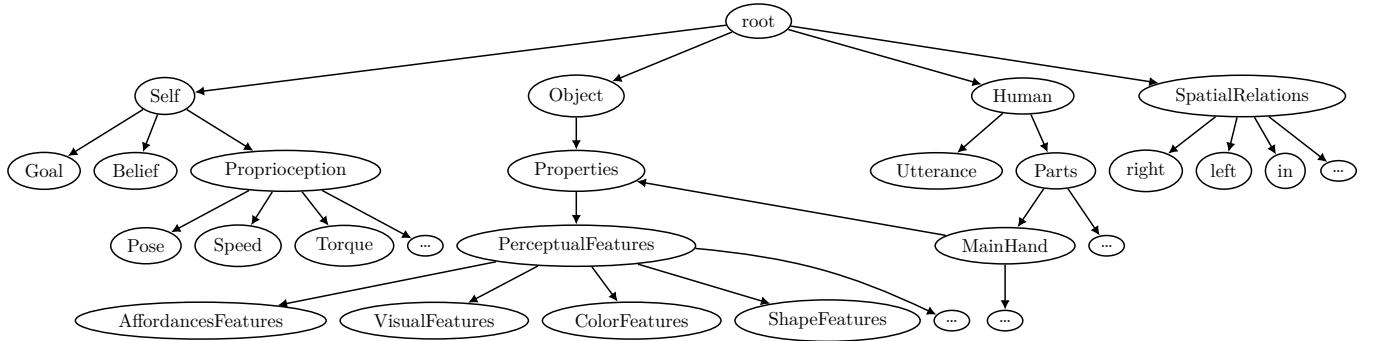 root
Self
Object
Human
SpatialRelations
Goal
Belief
Proprioception
Properties
Utterance
Parts
right
left
in
...
Pose
Speed
Torque
...
PerceptualFeatures
MainHand
...
AffordancesFeatures
VisualFeatures
ColorFeatures
ShapeFeatures
...
...